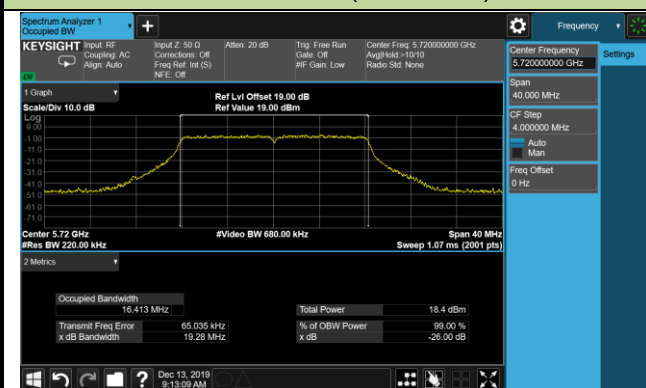 Spectrum Analyzer 1
Occupied BW
+
Frequency
KEYSIGHT
Input: RF
Coupling: AC
Align: Auto
Input Z: 50 Ω
Corrections: Off
Freq Ref: Int (S)
NFE: Off
Atten: 20 dB
Trig: Free Run
Gate: Off
#IF Gain: Low
Center Freq: 5.720000000 GHz
Avg|Hold:>10/10
Radio Std: None
LXI
Center Frequency
5.720000000 GHz
Settings
Span
40.000 MHz
CF Step
4.000000 MHz
Auto
Man
Freq Offset
0 Hz
1 Graph
Scale/Div 10.0 dB
Ref Lvl Offset 19.00 dB
Ref Value 19.00 dBm
Log
9.00
-1.00
-11.0
-21.0
-31.0
-41.0
-51.0
-61.0
-71.0
Center 5.72 GHz
#Res BW 220.00 kHz
#Video BW 680.00 kHz
Span 40 MHz
Sweep 1.07 ms (2001 pts)
2 Metrics
Occupied Bandwidth
16.413 MHz
Total Power 18.4 dBm
Transmit Freq Error 65.035 kHz
% of OBW Power 99.00 %
x dB Bandwidth 19.28 MHz
x dB -26.00 dB
?
Dec 13, 2019
9:13:09 AM